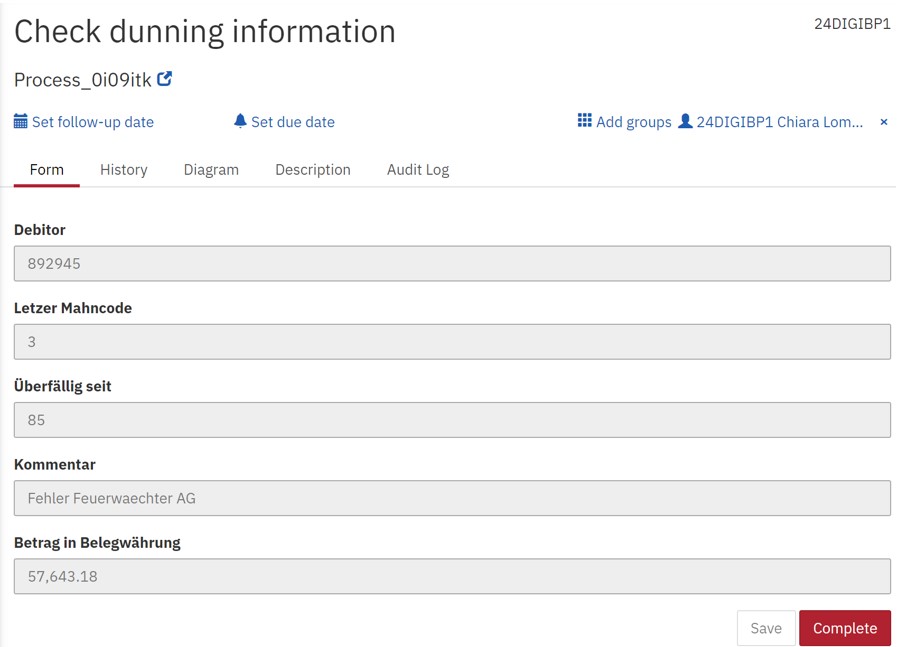 Check dunning information
24DIGIBP1
Process_0i09itk
Set follow-up date
Set due date
Add groups
24DIGIBP1 Chiara Lom...
×
Form
History
Diagram
Description
Audit Log
Debitor
892945
Letzer Mahncode
3
Überfällig seit
85
Kommentar
Fehler Feuerwaechter AG
Betrag in Belegwährung
57,643.18
Save
Complete